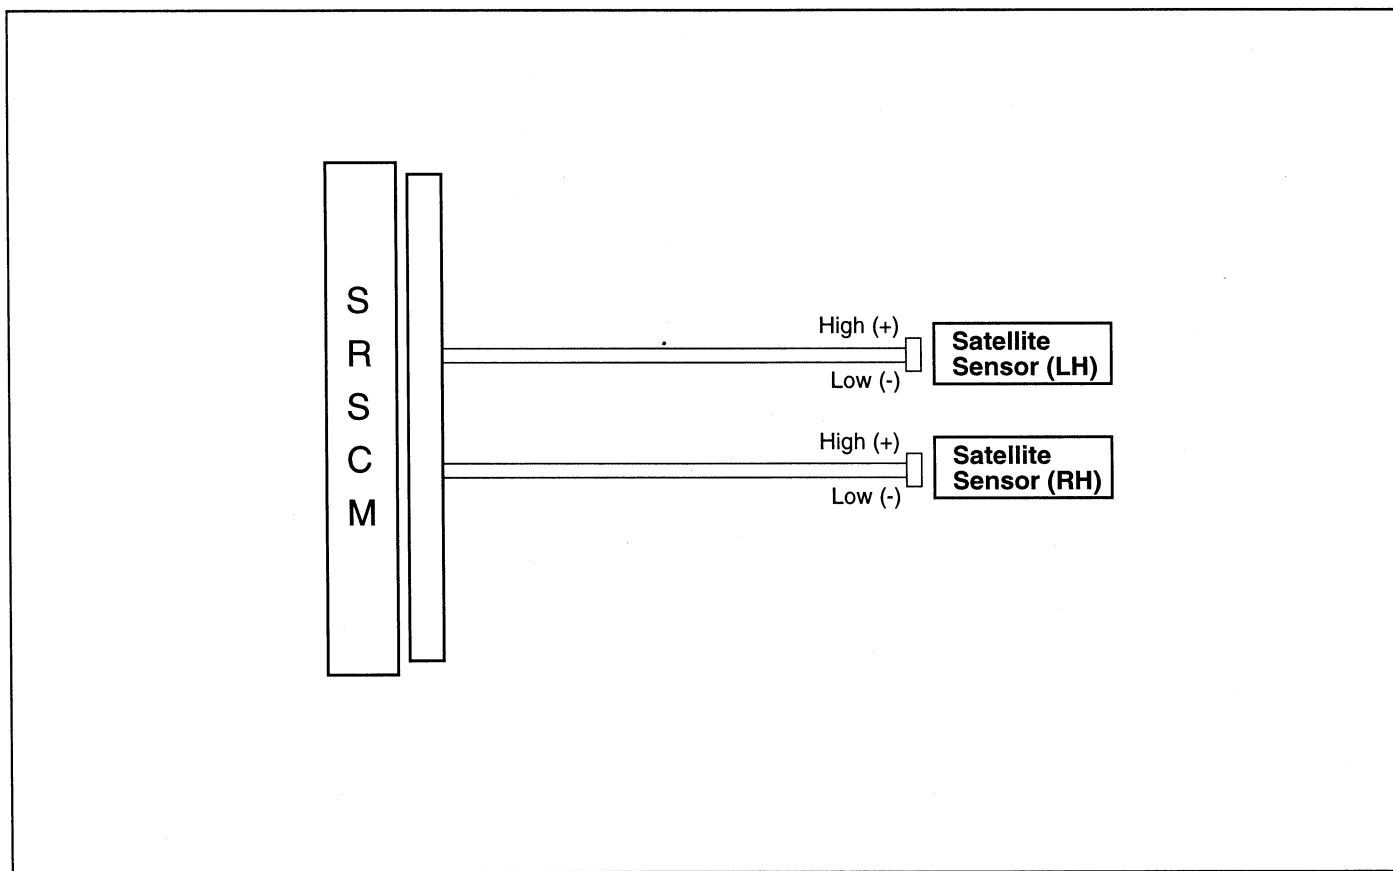 S
R
S
C
M
High (+)
Low (-)
Satellite
Sensor (LH)
High (+)
Low (-)
Satellite
Sensor (RH)